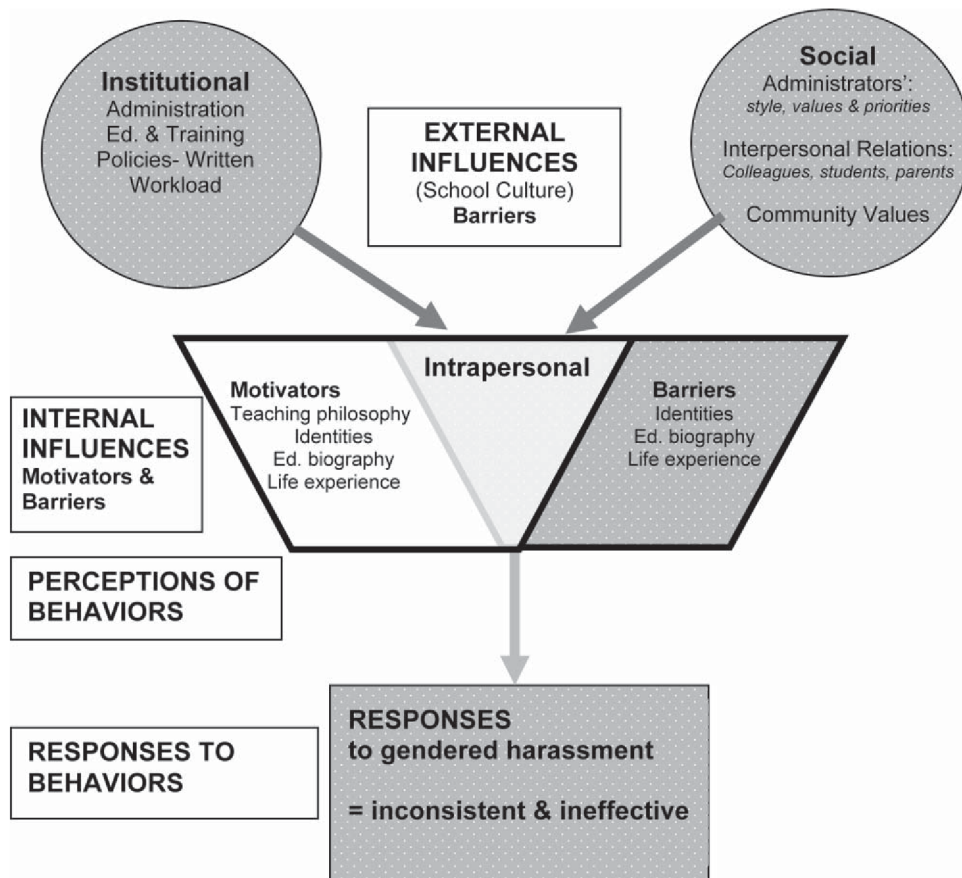 Institutional
Administration
Ed. & Training
Policies- Written
Workload
EXTERNAL
INFLUENCES
(School Culture)
Barriers
Social
Administrators':
style, values & priorities
Interpersonal Relations:
Colleagues, students, parents
Community Values
INTERNAL
INFLUENCES
Motivators &
Barriers
Motivators
Teaching philosophy
Identities
Ed. biography
Life experience
Intrapersonal
Barriers
Identities
Ed. biography
Life experience
PERCEPTIONS OF
BEHAVIORS
RESPONSES TO
BEHAVIORS
RESPONSES
to gendered harassment
= inconsistent & ineffective